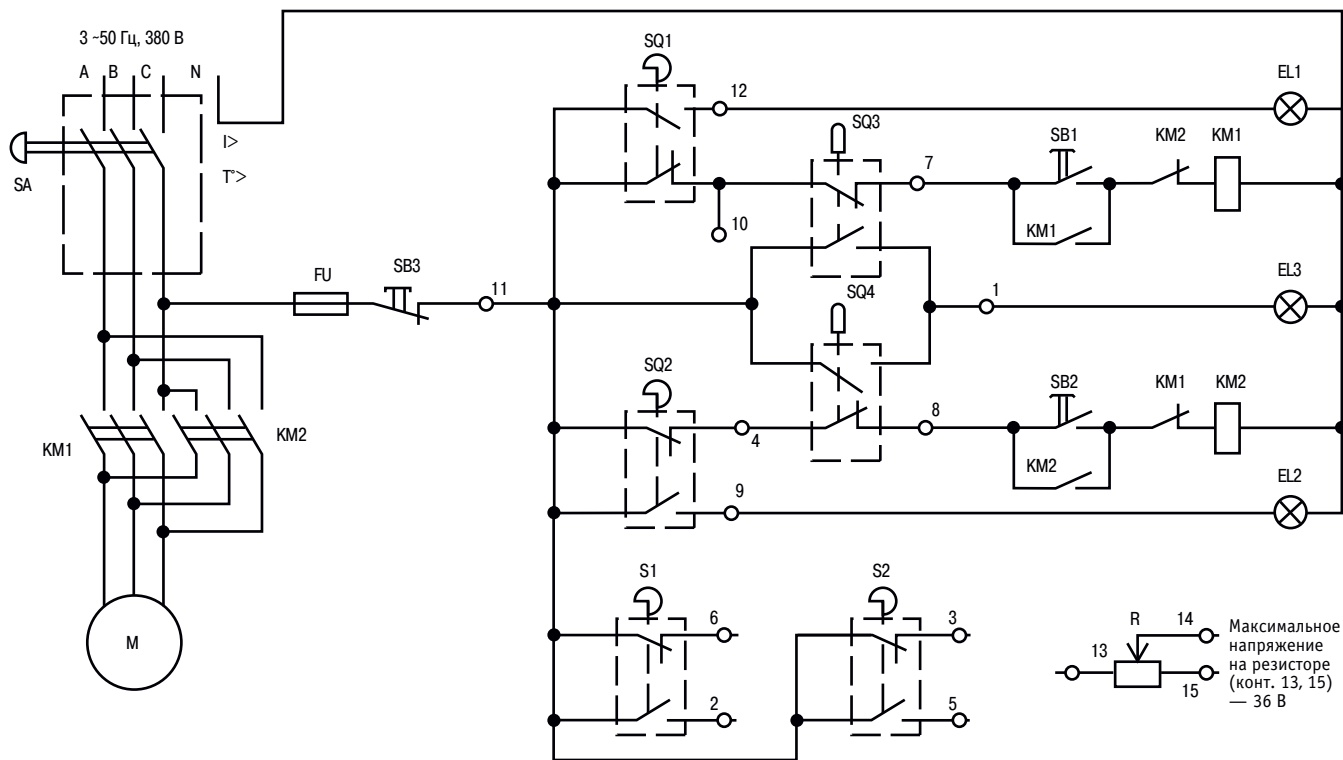 3 ~50 Гц, 380 В
A B C N
SA
I>
T°>
FU
SB3
11
KM1
KM2
M
SQ1
12
EL1
SQ3
7
SB1
KM2
KM1
10
KM1
SQ4
1
EL3
SQ2
4
8
SB2
KM1
KM2
KM2
9
EL2
S1
6
2
S2
3
5
13
R
14
15
Максимальное
напряжение
на резисторе
(конт. 13, 15)
— 36 В